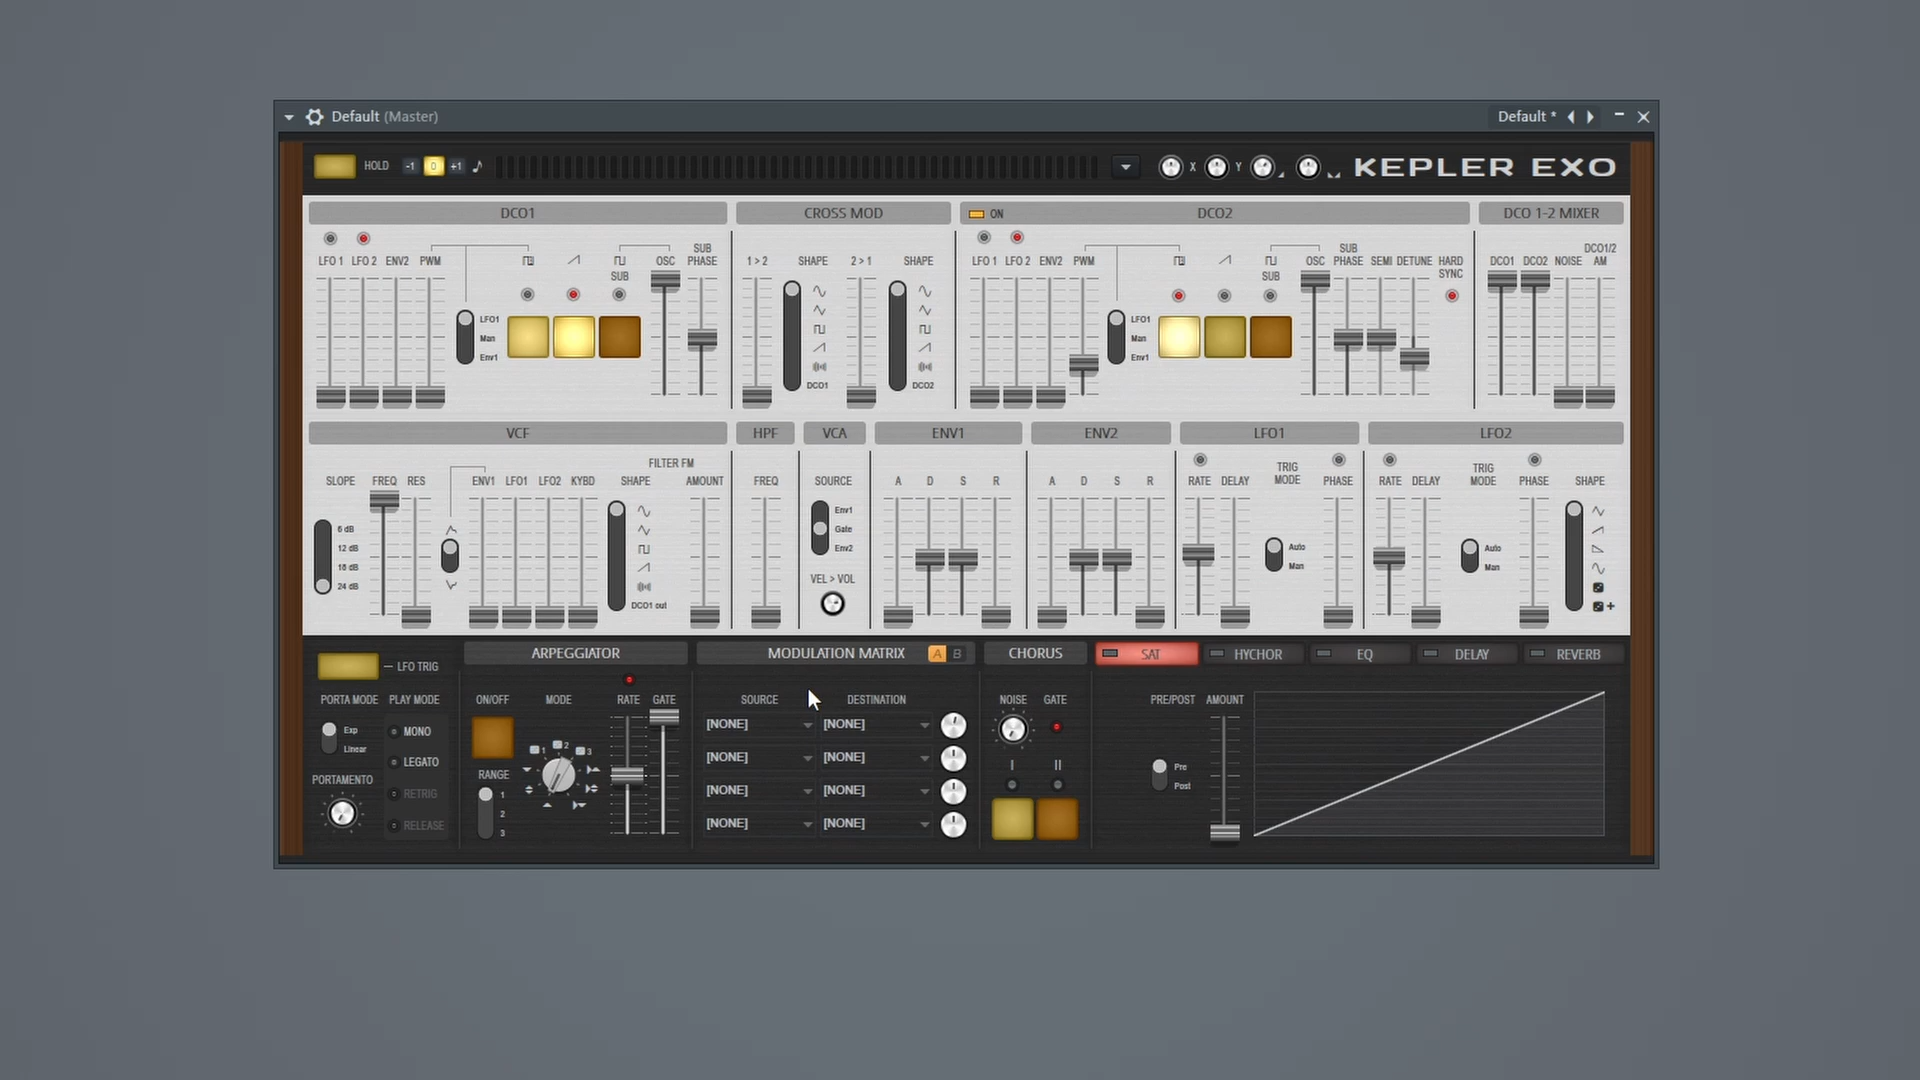 Default (Master)
Default *
HOLD -1 0 +1 X Y KEPLER EXO
DCO1 CROSS MOD ON DCO2 DCO 1-2 MIXER
LFO 1 LFO 2 ENV2 PWM SUB OSC SUB PHASE
LFO1
Man
Env1
1 > 2 SHAPE 2 > 1 SHAPE
DCO1 DCO2
LFO 1 LFO 2 ENV2 PWM SUB OSC SUB PHASE SEMI DETUNE HARD SYNC
LFO1
Man
Env1
DCO1 DCO2 NOISE DCO1/2 AM
VCF HPF VCA ENV1 ENV2 LFO1 LFO2
FILTER FM
SLOPE FREQ RES ENV1 LFO1 LFO2 KYBD SHAPE AMOUNT
6 dB
12 dB
18 dB
24 dB
DCO1 out
FREQ
SOURCE
Env1
Gate
Env2
VEL > VOL
A D S R
A D S R
RATE DELAY TRIG MODE PHASE
Auto
Man
RATE DELAY TRIG MODE PHASE SHAPE
Auto
Man
+
LFO TRIG
PORTA MODE PLAY MODE
Exp
Linear
PORTAMENTO
MONO
LEGATO
RETRIG
RELEASE
ARPEGGIATOR
ON/OFF MODE RATE GATE
1 2 3
RANGE
1
2
3
MODULATION MATRIX A B
SOURCE DESTINATION
[NONE] [NONE]
[NONE] [NONE]
[NONE] [NONE]
[NONE] [NONE]
CHORUS
NOISE GATE
I II
SAT HYCHOR EQ DELAY REVERB
PRE/POST AMOUNT
Pre
Post